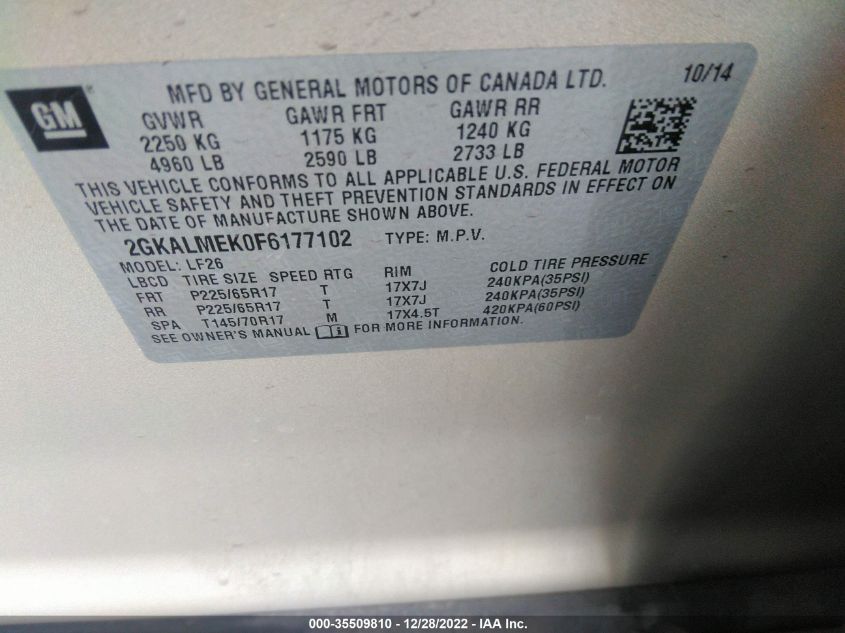 MFD BY GENERAL MOTORS OF CANADA LTD. 10/14
GM
GVWR GAWR FRT GAWR RR
2250 KG 1175 KG 1240 KG
4960 LB 2590 LB 2733 LB
THIS VEHICLE CONFORMS TO ALL APPLICABLE U.S. FEDERAL MOTOR
VEHICLE SAFETY AND THEFT PREVENTION STANDARDS IN EFFECT ON
THE DATE OF MANUFACTURE SHOWN ABOVE.
2GKALMEK0F6177102 TYPE: M.P.V.
MODEL: LF26
LBCD TIRE SIZE SPEED RTG RIM COLD TIRE PRESSURE
FRT P225/65R17 T 17X7J 240KPA(35PSI)
RR P225/65R17 T 17X7J 240KPA(35PSI)
SPA T145/70R17 M 17X4.5T 420KPA(60PSI)
SEE OWNER'S MANUAL FOR MORE INFORMATION.
000-35509810 - 12/28/2022 - IAA Inc.